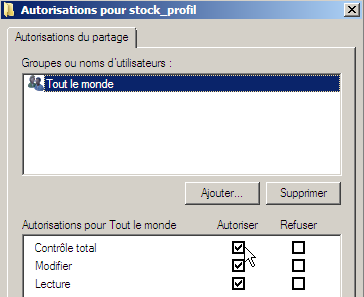 Autorisations pour stock_profil
Autorisations du partage
Groupes ou noms d'utilisateurs :
Tout le monde
Ajouter... Supprimer
Autorisations pour Tout le monde Autoriser Refuser
Contrôle total
Modifier
Lecture